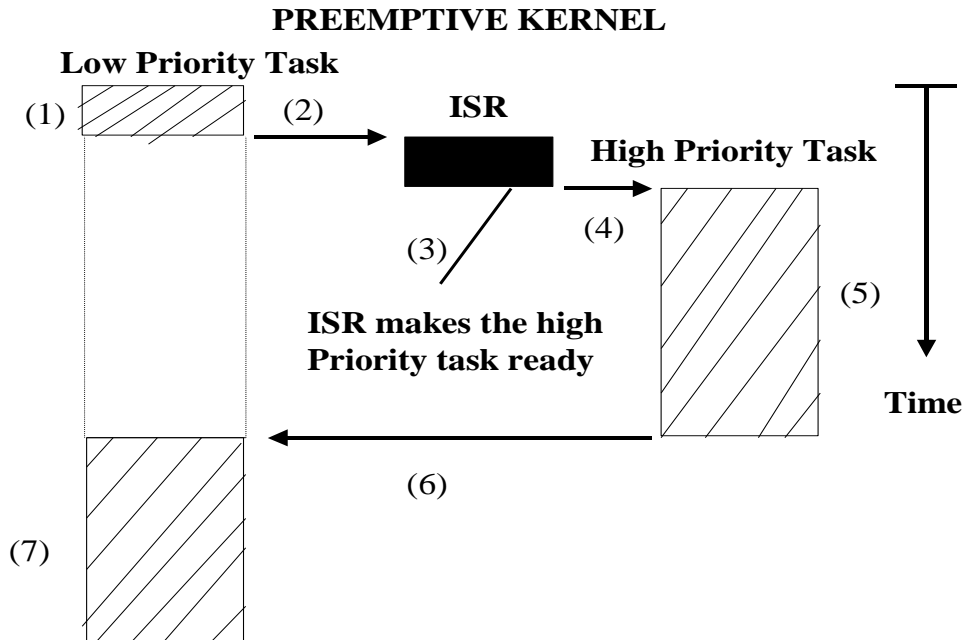 PREEMPTIVE KERNEL
Low Priority Task
(1)
(2)
ISR
High Priority Task
(3)
(4)
(5)
ISR makes the high
Priority task ready
Time
(6)
(7)